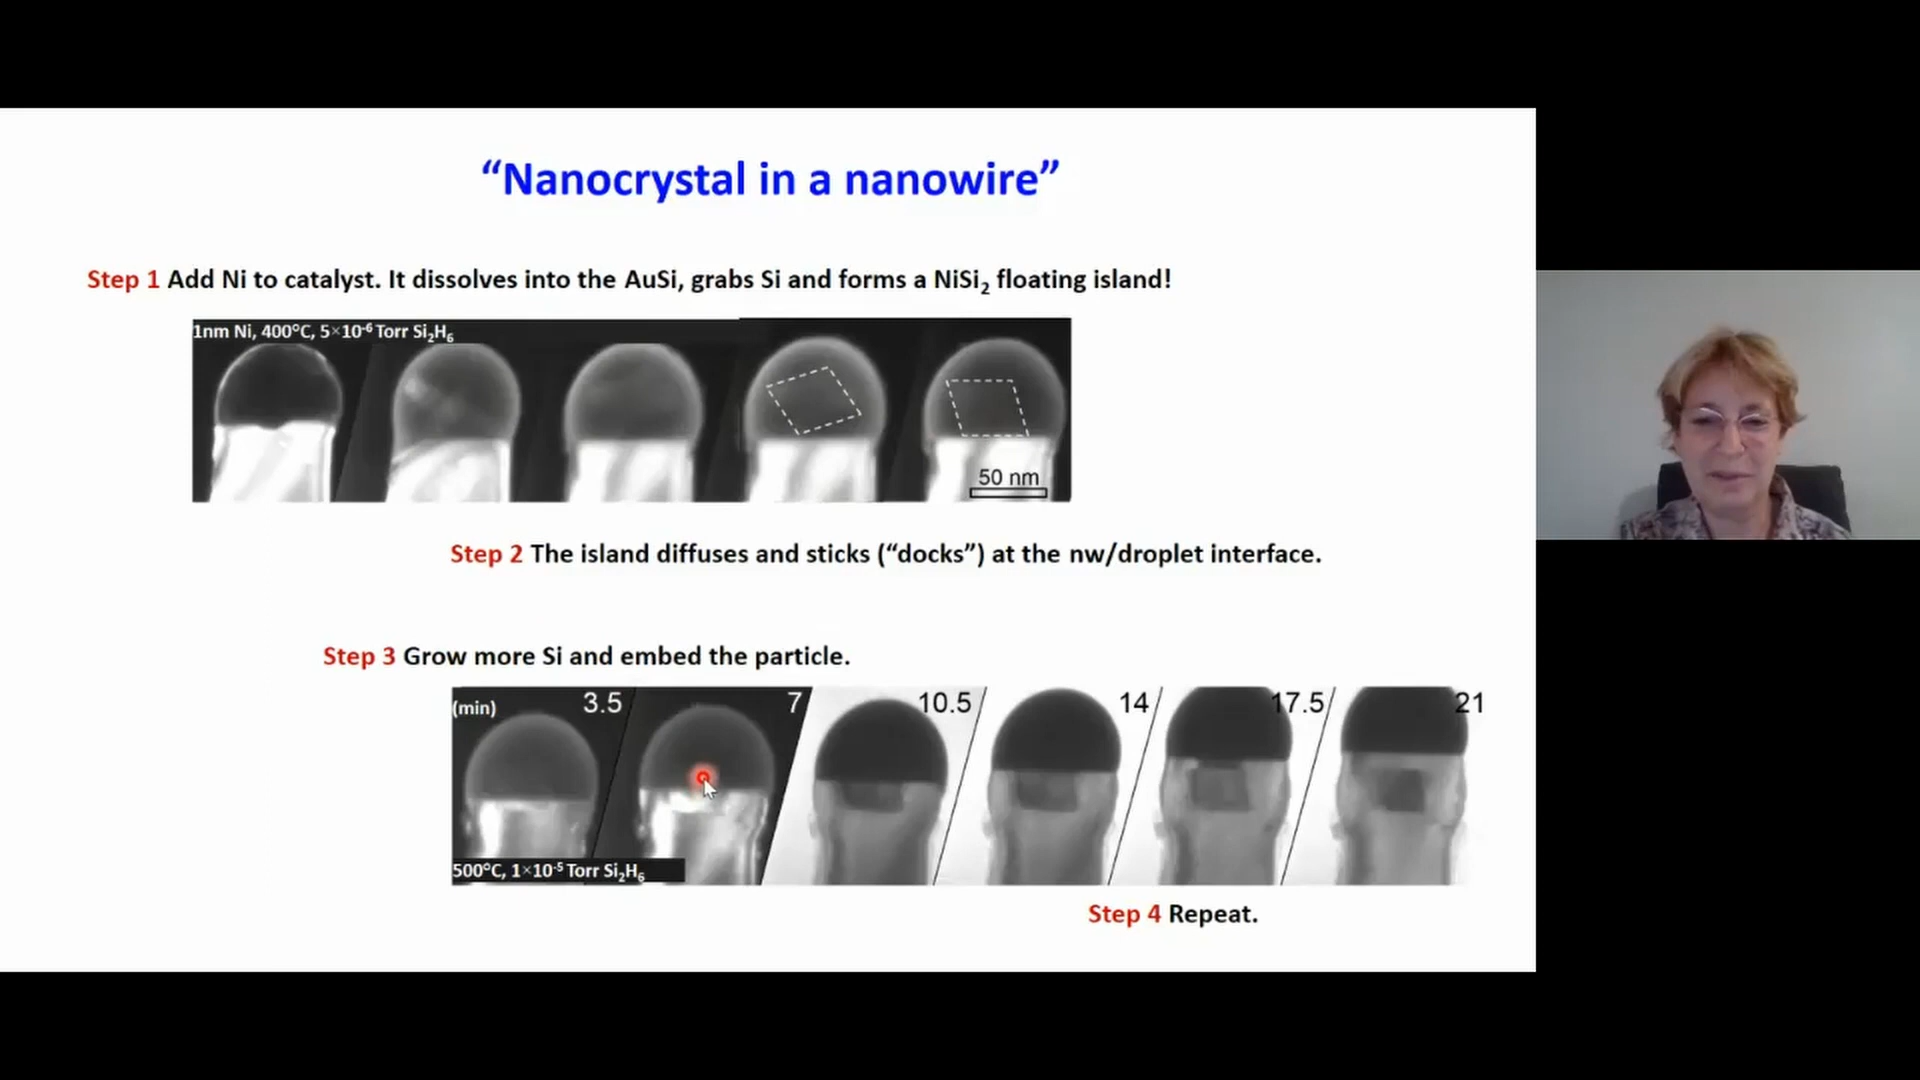 “Nanocrystal in a nanowire”
Step 1 Add Ni to catalyst. It dissolves into the AuSi, grabs Si and forms a NiSi₂ floating island!
1nm Ni, 400°C, 5×10⁻⁶ Torr Si₂H₆
50 nm
Step 2 The island diffuses and sticks (“docks”) at the nw/droplet interface.
Step 3 Grow more Si and embed the particle.
(min) 3.5 7 10.5 14 17.5 21
500°C, 1×10⁻⁵ Torr Si₂H₆
Step 4 Repeat.